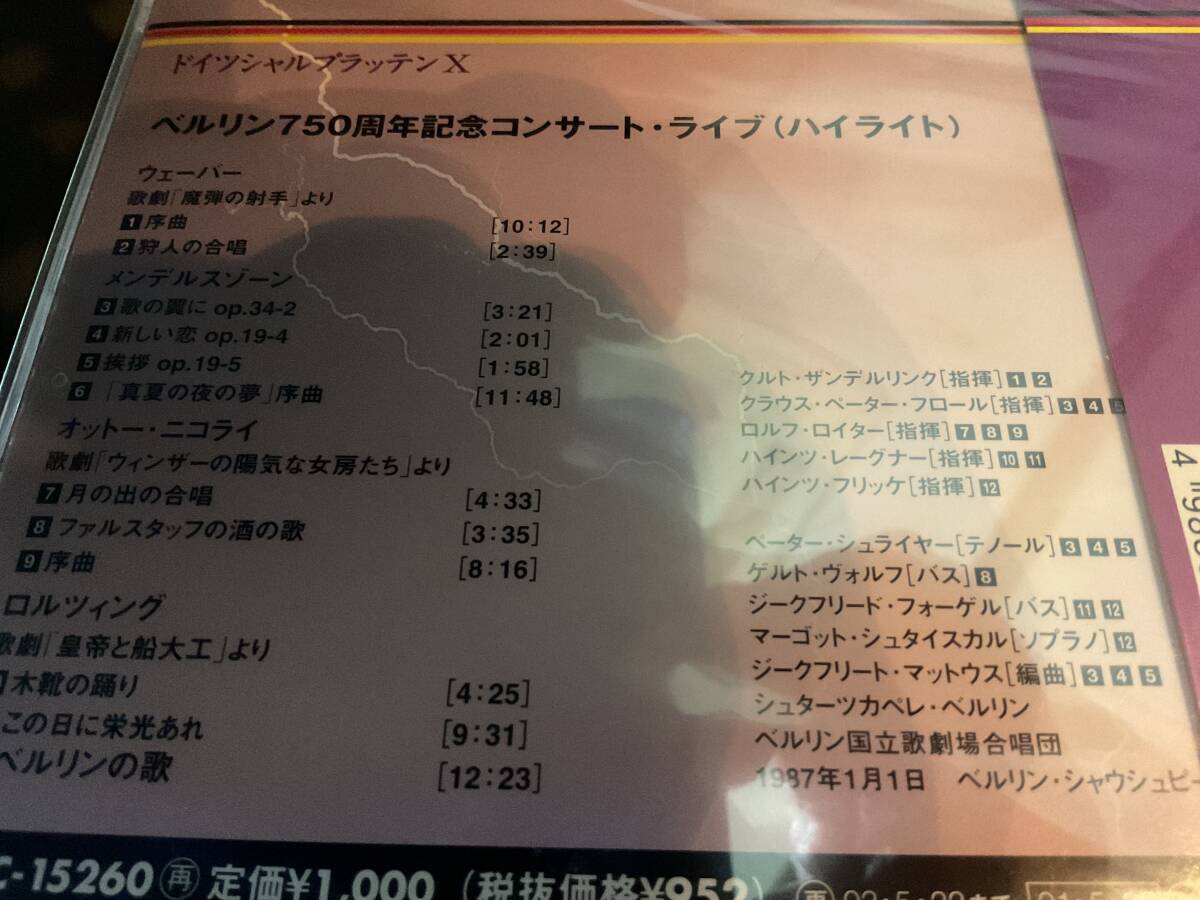 ドイツシャルプラッテンX
ベルリン750周年記念コンサート・ライブ（ハイライト）
ウェーバー
歌劇「魔弾の射手」より
1 序曲 [10:12]
2 狩人の合唱 [2:39]
メンデルスゾーン
3 歌の翼に op.34-2 [3:21]
4 新しい恋 op.19-4 [2:01]
5 挨拶 op.19-5 [1:58]
6 「真夏の夜の夢」序曲 [11:48]
オットー・ニコライ
歌劇「ウィンザーの陽気な女房たち」より
7 月の出の合唱 [4:33]
8 ファルスタッフの酒の歌 [3:35]
9 序曲 [8:16]
ロルツィング
歌劇「皇帝と船大工」より
木靴の踊り [4:25]
この日に栄光あれ [9:31]
ベルリンの歌 [12:23]
クルト・ザンデルリンク［指揮］1 2
クラウス・ペーター・フロール［指揮］3 4 5
ロルフ・ロイター［指揮］7 8 9
ハインツ・レーグナー［指揮］10 11
ハインツ・フリッケ［指揮］12
ペーター・シュライヤー［テノール］3 4 5
ゲルト・ヴォルフ［バス］8
ジークフリード・フォーゲル［バス］11 12
マーゴット・シュタイスカル［ソプラノ］12
ジークフリート・マットウス［編曲］3 4 5
シュターツカペレ・ベルリン
ベルリン国立歌劇場合唱団
1987年1月1日 ベルリン・シャウシュピー
C-15260 再 定価¥1,000（税抜価格¥952）